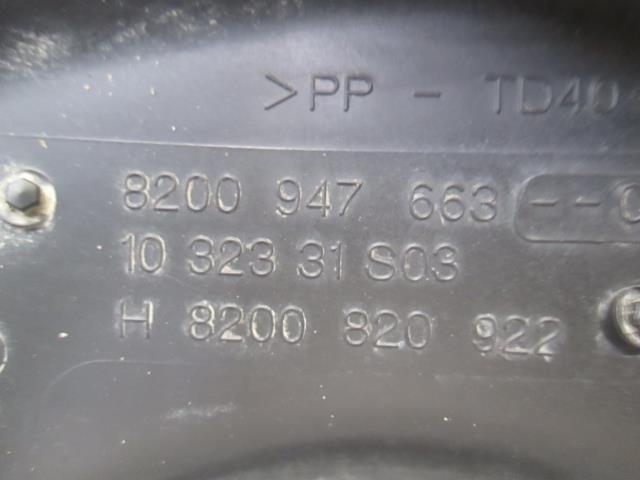 >PP - TD40
8200 947 663--
10 323 31 S03
H 8200 820 922